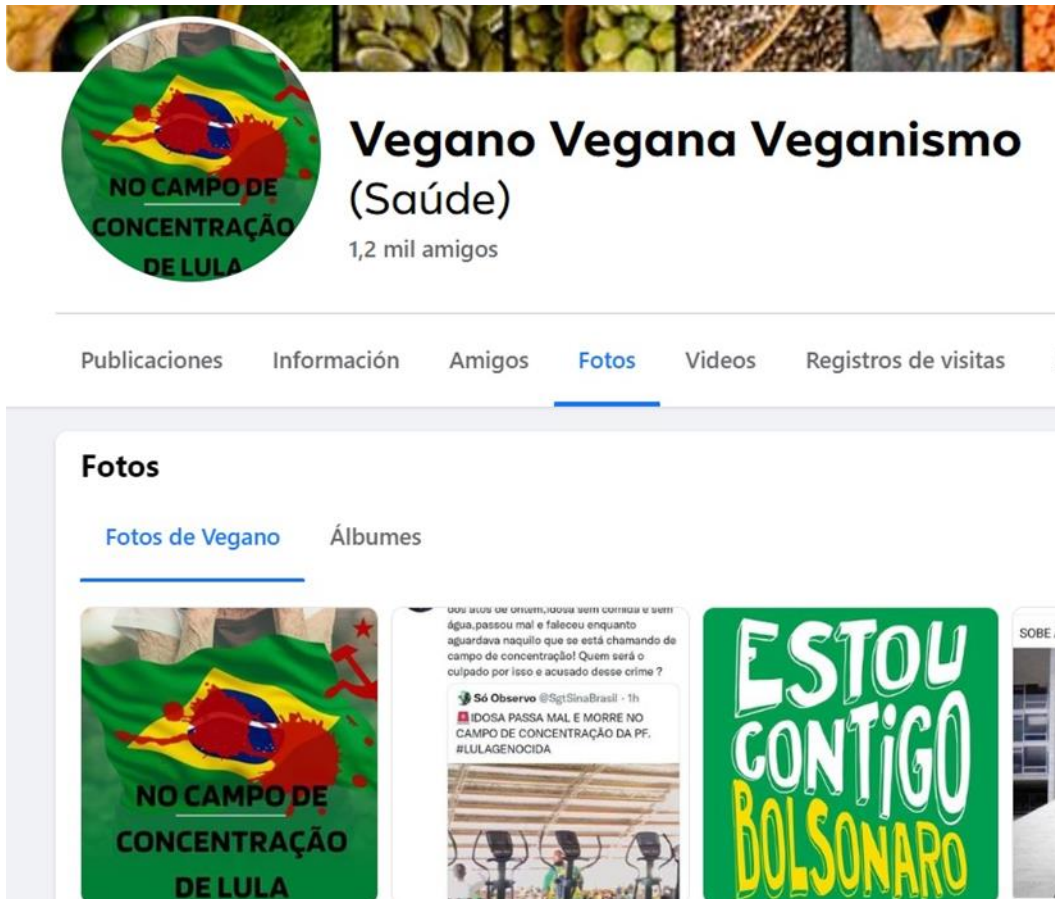 NO CAMPO DE
CONCENTRAÇÃO
DE LULA
Vegano Vegana Veganismo
(Saúde)
1,2 mil amigos
Publicaciones Información Amigos Fotos Videos Registros de visitas
Fotos
Fotos de Vegano Álbumes
NO CAMPO DE
CONCENTRAÇÃO
DE LULA
dos atos de ontem,idosa sem comida e sem
água,passou mal e faleceu enquanto
aguardava naquilo que se está chamando de
campo de concentração! Quem será o
culpado por isso e acusado desse crime ?
Só Observo @SgtSinaBrasil · 1h
IDOSA PASSA MAL E MORRE NO
CAMPO DE CONCENTRAÇÃO DA PF.
#LULAGENOCIDA
ESTOU
CONTiGO
BOLSONARO
SOBE